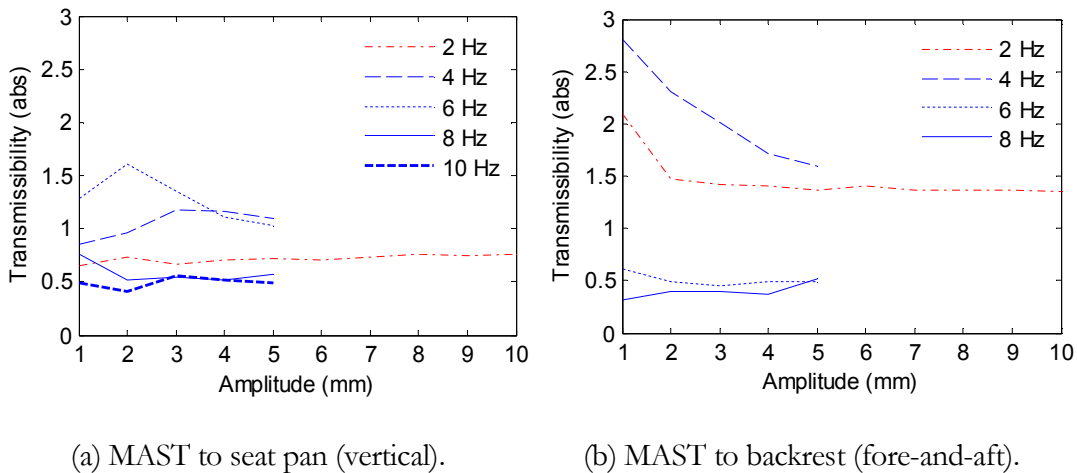 3
2.5
2
1.5
1
0.5
0
1 2 3 4 5 6 7 8 9 10
Transmissibility (abs)
Amplitude (mm)
2 Hz
4 Hz
6 Hz
8 Hz
10 Hz
(a) MAST to seat pan (vertical).
3
2.5
2
1.5
1
0.5
0
1 2 3 4 5 6 7 8 9 10
Transmissibility (abs)
Amplitude (mm)
2 Hz
4 Hz
6 Hz
8 Hz
(b) MAST to backrest (fore-and-aft).